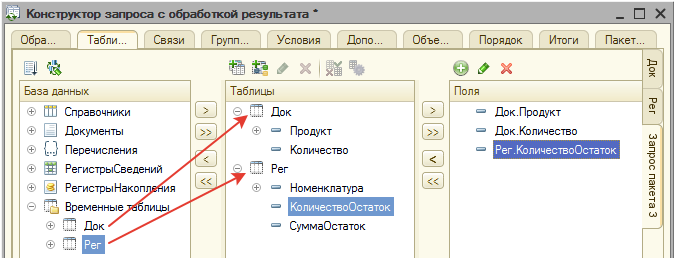 Конструктор запроса с обработкой результата *
Обра... Табли... Связи Групп... Условия Допо... Объе... Порядок Итоги Пакет...
База данных
Справочники
Документы
Перечисления
РегистрыСведений
РегистрыНакопления
Временные таблицы
Док
Рег
>
>>
<
<<
Таблицы
Док
Продукт
Количество
Рег
Номенклатура
КоличествоОстаток
СуммаОстаток
>
>>
<
<<
Поля
Док.Продукт
Док.Количество
Рег.КоличествоОстаток
Док
Рег
Запрос пакета 3